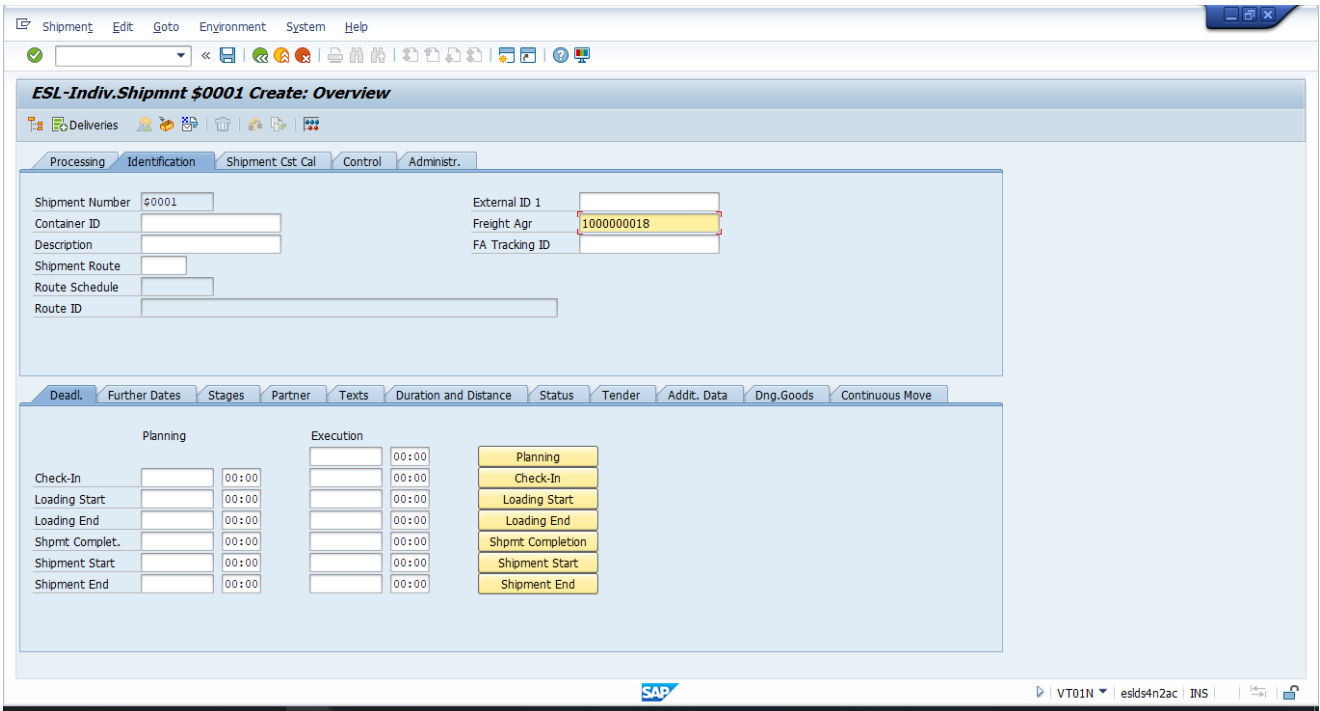 Shipment Edit Goto Environment System Help
ESL-Indiv.Shipmnt $0001 Create: Overview
Deliveries
Processing Identification Shipment Cst Cal Control Administr.
Shipment Number $0001 External ID 1
Container ID Freight Agr 1000000018
Description FA Tracking ID
Shipment Route
Route Schedule
Route ID
Deadl. Further Dates Stages Partner Texts Duration and Distance Status Tender Addit. Data Dng.Goods Continuous Move
Planning Execution
00:00 Planning
Check-In 00:00 00:00 Check-In
Loading Start 00:00 00:00 Loading Start
Loading End 00:00 00:00 Loading End
Shpmt Complet. 00:00 00:00 Shpmt Completion
Shipment Start 00:00 00:00 Shipment Start
Shipment End 00:00 00:00 Shipment End
SAP VT01N eslds4n2ac INS